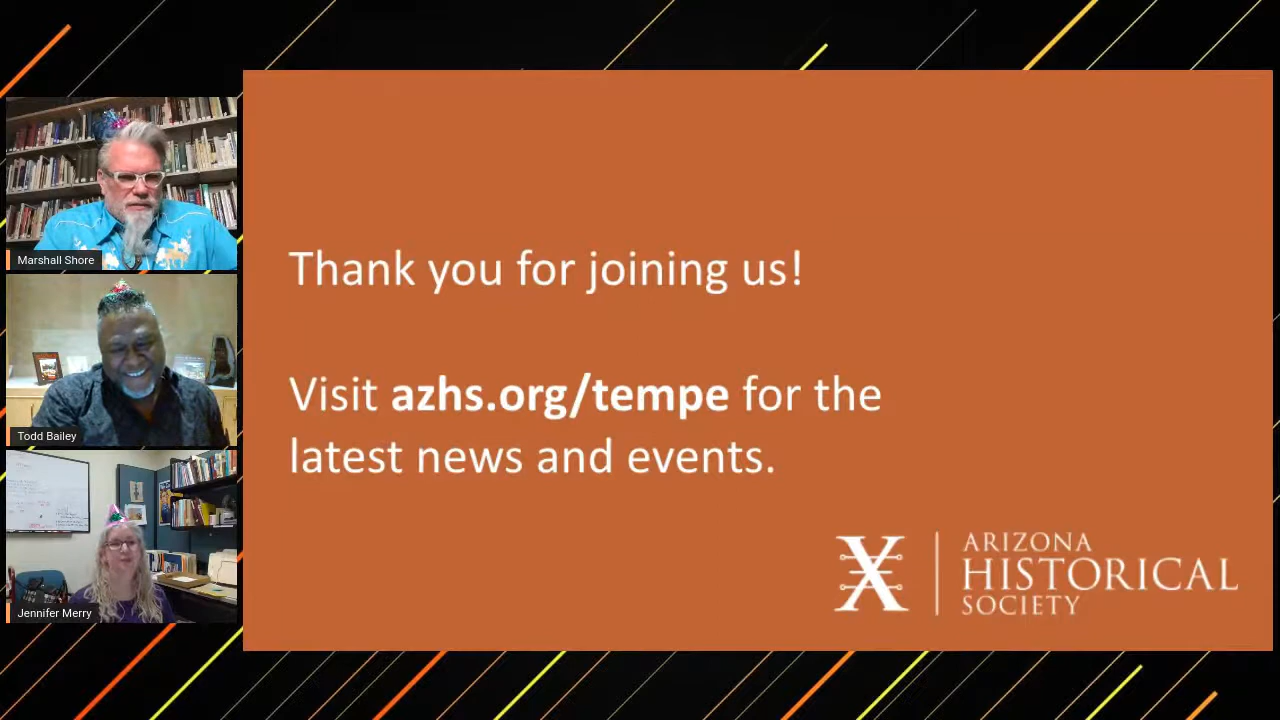 Marshall Shore
Todd Bailey
Jennifer Merry
Thank you for joining us!
Visit azhs.org/tempe for the
latest news and events.
ARIZONA
HISTORICAL
SOCIETY